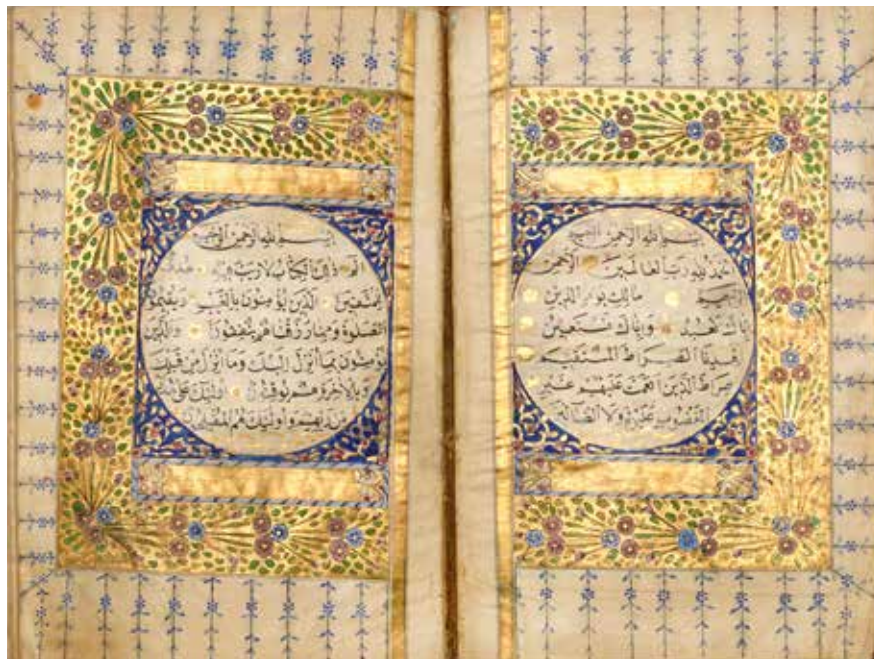 بسم الله الرحمن الرحيم
الحمد لله رب العالمين الرحمن
الرحيم مالك يوم الدين
اياك نعبد واياك نستعين
اهدنا الصراط المستقيم
صراط الذين انعمت عليهم غير
المغضوب عليهم ولا الضالين
بسم الله الرحمن الرحيم
الم ذلك الكتاب لا ريب فيه هدى
للمتقين الذين يؤمنون بالغيب ويقيمون
الصلوة ومما رزقناهم ينفقون والذين
يؤمنون بما انزل اليك وما انزل من قبلك
وبالآخرة هم يوقنون اولئك على هدى
من ربهم واولئك هم المفلحون